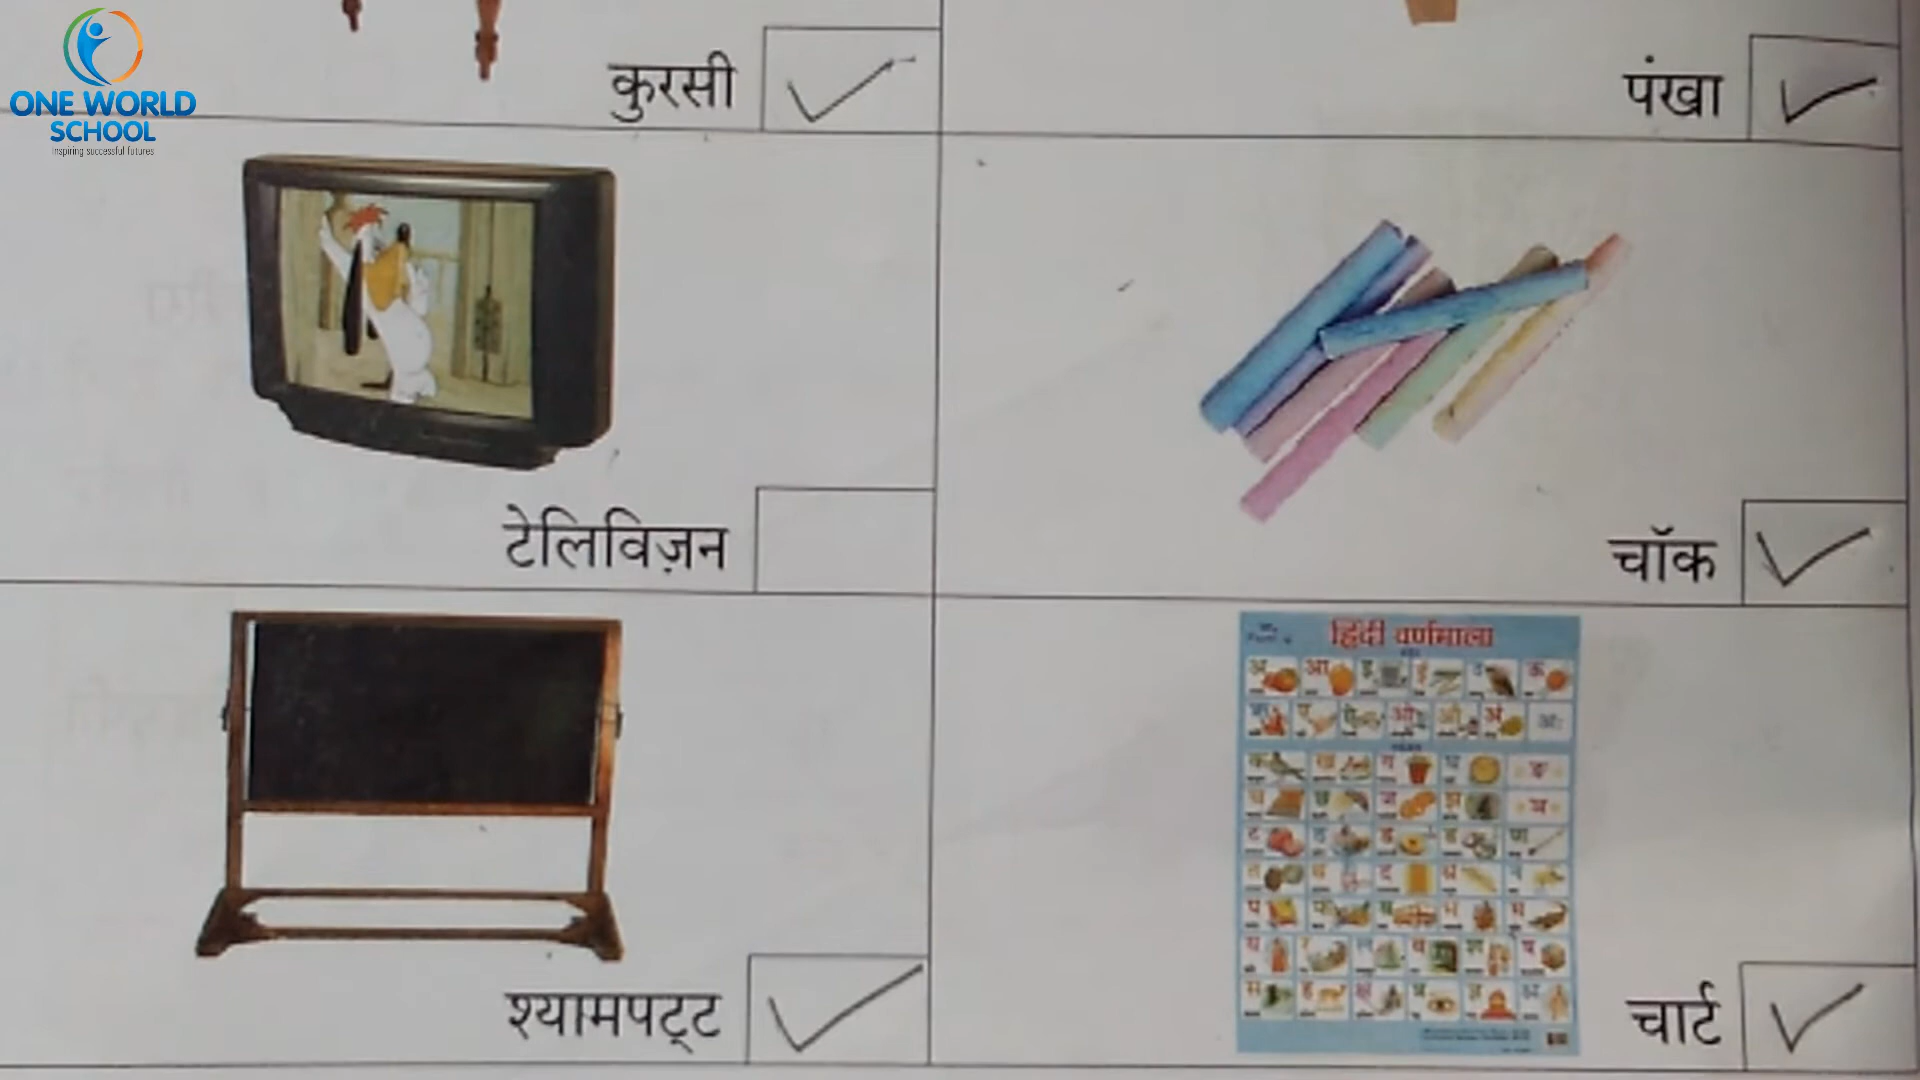 ONE WORLD
SCHOOL
Inspiring successful futures
कुरसी
पंखा
टेलिविज़न
चॉक
हिंदी वर्णमाला
अ आ इ ई उ ऊ
ऋ ए ऐ ओ औ अं अः
क ख ग घ ङ
च छ ज झ ञ
ट ठ ड ढ ण
त थ द ध न
प फ ब भ म
य र ल व श ष
स ह क्ष त्र ज्ञ
श्यामपट्ट
चार्ट